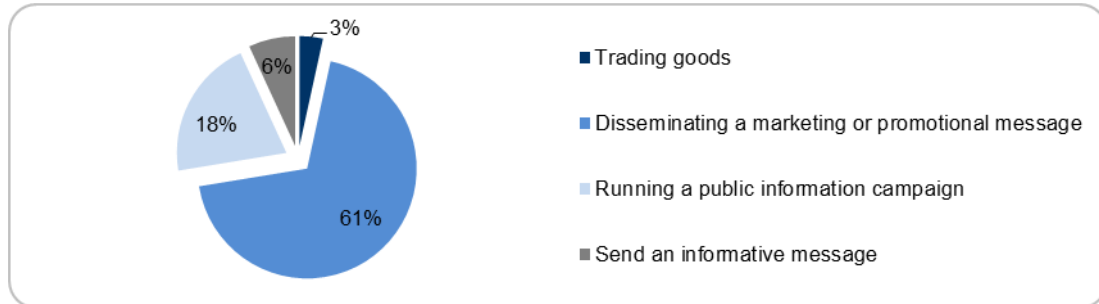 3%
6%
18%
61%
Trading goods
Disseminating a marketing or promotional message
Running a public information campaign
Send an informative message